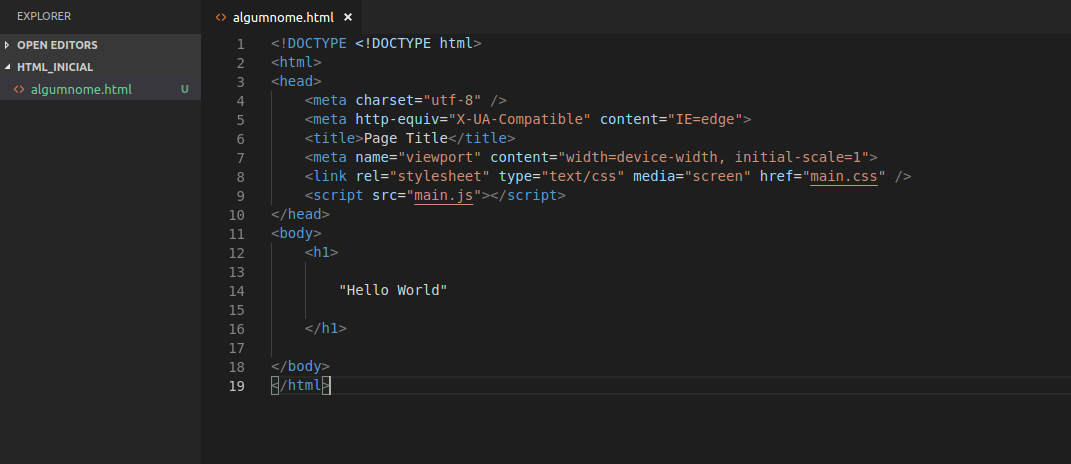 EXPLORER
OPEN EDITORS
HTML_INICIAL
<> algumnome.html U
<> algumnome.html ×
1 <!DOCTYPE <!DOCTYPE html>
2 <html>
3 <head>
4     <meta charset="utf-8" />
5     <meta http-equiv="X-UA-Compatible" content="IE=edge">
6     <title>Page Title</title>
7     <meta name="viewport" content="width=device-width, initial-scale=1">
8     <link rel="stylesheet" type="text/css" media="screen" href="main.css" />
9     <script src="main.js"></script>
10 </head>
11 <body>
12     <h1>
13
14         "Hello World"
15
16     </h1>
17
18 </body>
19 </html>